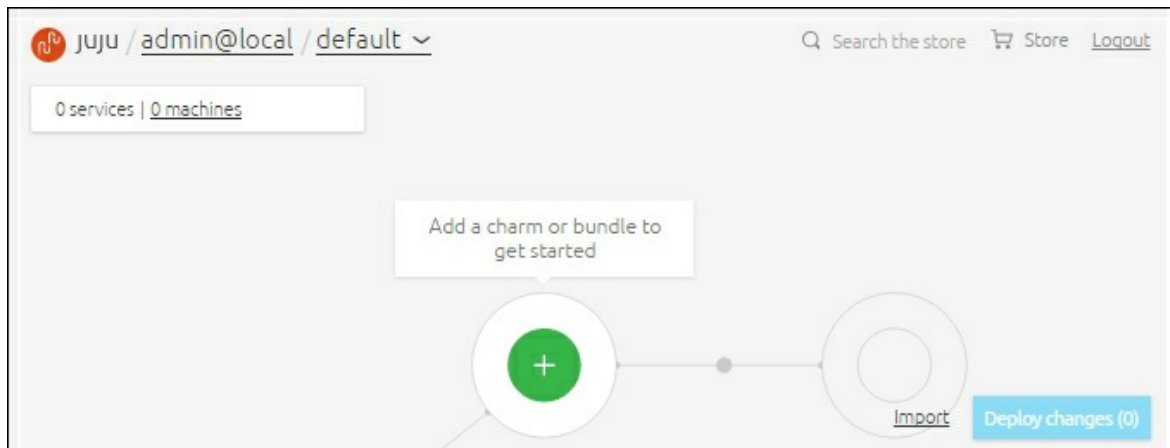 juju / admin@local / default
Search the store Store Logout
0 services | 0 machines
Add a charm or bundle to
get started
+
Import Deploy changes (0)